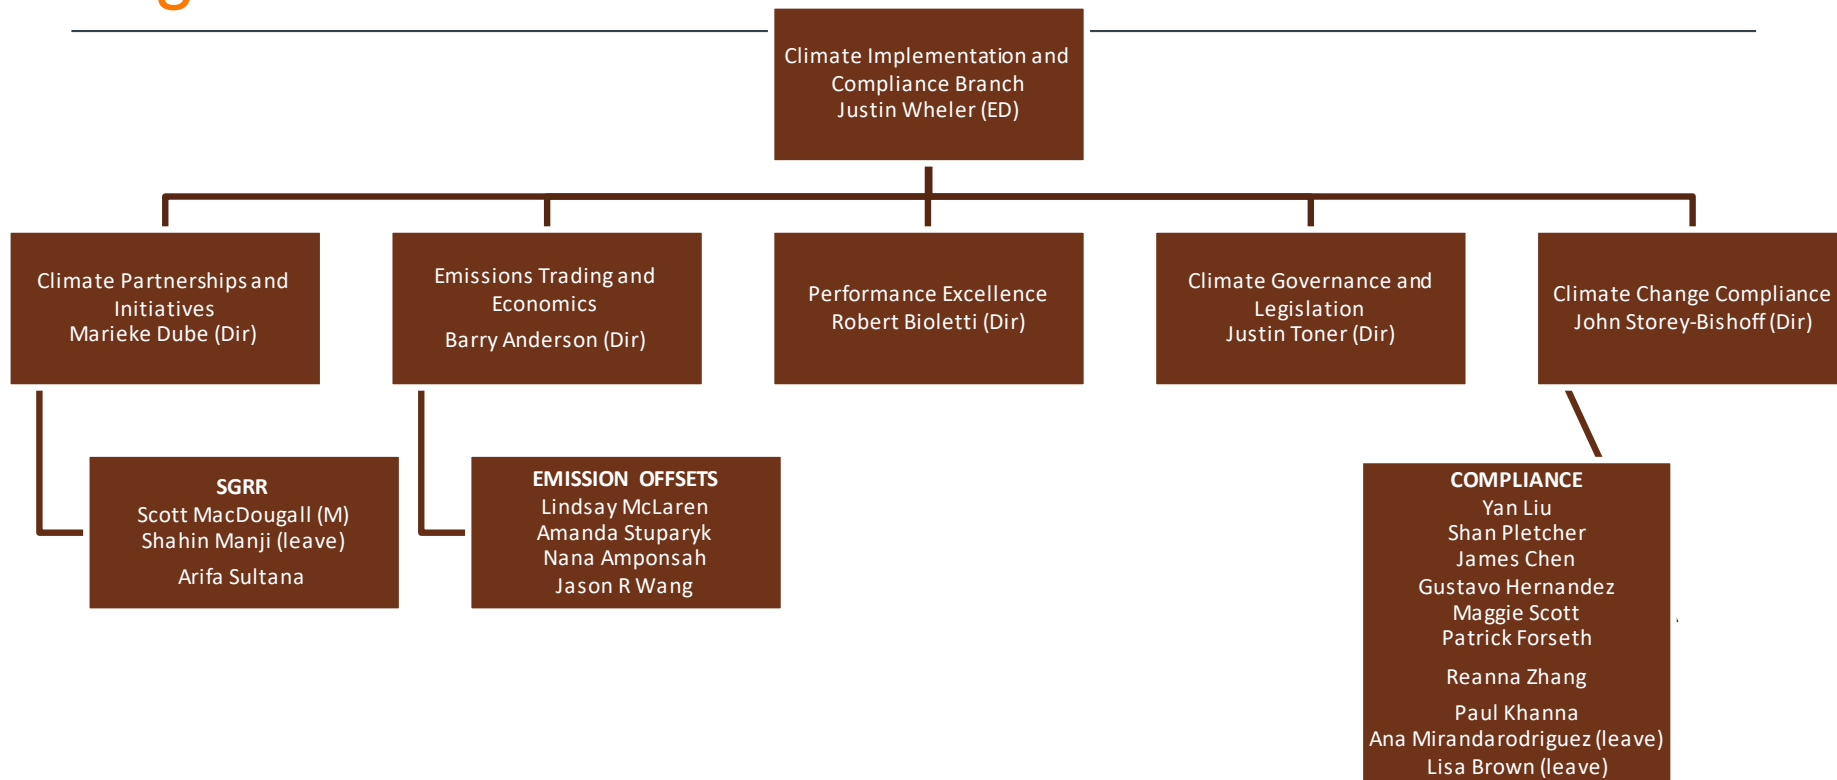 Climate Implementation and
Compliance Branch
Justin Wheler (ED)
Climate Partnerships and
Initiatives
Marieke Dube (Dir)
Emissions Trading and
Economics
Barry Anderson (Dir)
Performance Excellence
Robert Bioletti (Dir)
Climate Governance and
Legislation
Justin Toner (Dir)
Climate Change Compliance
John Storey-Bishoff (Dir)
SGRR
Scott MacDougall (M)
Shahin Manji (leave)
Arifa Sultana
EMISSION OFFSETS
Lindsay McLaren
Amanda Stuparyk
Nana Amponsah
Jason R Wang
COMPLIANCE
Yan Liu
Shan Pletcher
James Chen
Gustavo Hernandez
Maggie Scott
Patrick Forseth
Reanna Zhang
Paul Khanna
Ana Mirandarodriguez (leave)
Lisa Brown (leave)